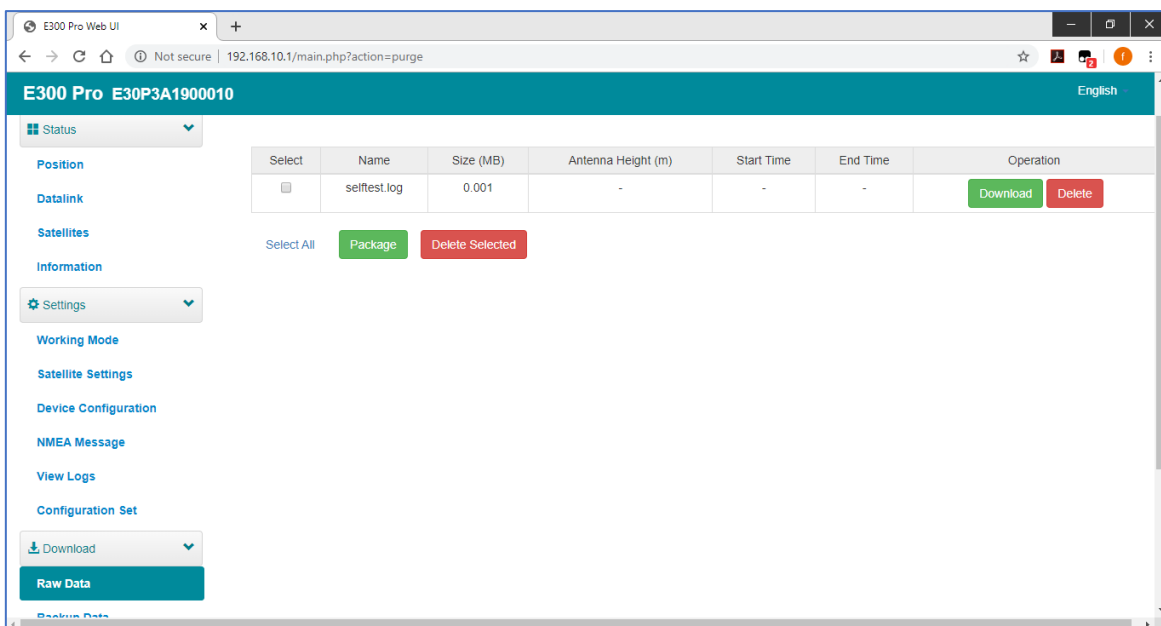 E300 Pro Web UI
Not secure | 192.168.10.1/main.php?action=purge
2
f
E300 Pro E30P3A1900010
English
Status
Position
Datalink
Satellites
Information
Settings
Working Mode
Satellite Settings
Device Configuration
NMEA Message
View Logs
Configuration Set
Download
Raw Data
Backup Data
Select Name Size (MB) Antenna Height (m) Start Time End Time Operation
selftest.log 0.001 - - - Download Delete
Select All Package Delete Selected